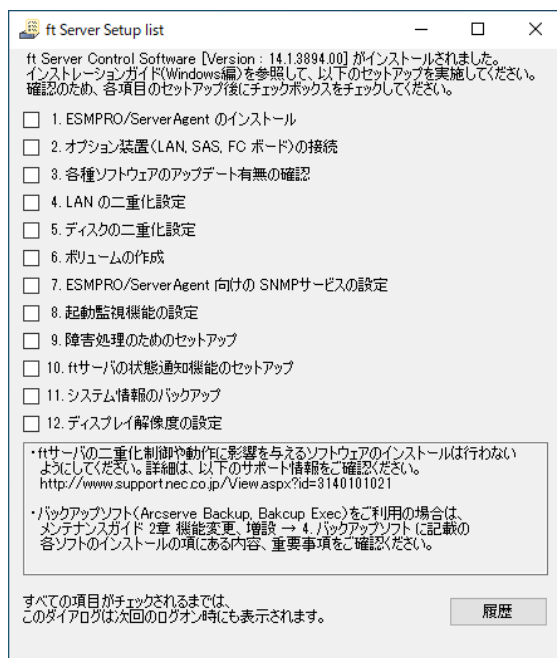 ft Server Setup list
ft Server Control Software [Version : 14.1.3894.00] がインストールされました。
インストレーションガイド(Windows編)を参照して、以下のセットアップを実施してください。
確認のため、各項目のセットアップ後にチェックボックスをチェックしてください。
1. ESMPRO/ServerAgent のインストール
2. オプション装置(LAN, SAS, FC ボード)の接続
3. 各種ソフトウェアのアップデート有無の確認
4. LAN の二重化設定
5. ディスクの二重化設定
6. ボリュームの作成
7. ESMPRO/ServerAgent 向けの SNMPサービスの設定
8. 起動監視機能の設定
9. 障害処理のためのセットアップ
10. ftサーバの状態通知機能のセットアップ
11. システム情報のバックアップ
12. ディスプレイ解像度の設定
・ftサーバの二重化制御や動作に影響を与えるソフトウェアのインストールは行わない
ようにしてください。詳細は、以下のサポート情報をご確認ください。
http://www.support.nec.co.jp/View.aspx?id=3140101021
・バックアップソフト(Arcserve Backup, Bakcup Exec)をご利用の場合は、
メンテナンスガイド 2章 機能変更、増設 → 4. バックアップソフト に記載の
各ソフトのインストールの項にある内容、重要事項をご確認ください。
すべての項目がチェックされるまでは、
このダイアログは次回のログオン時にも表示されます。
履歴